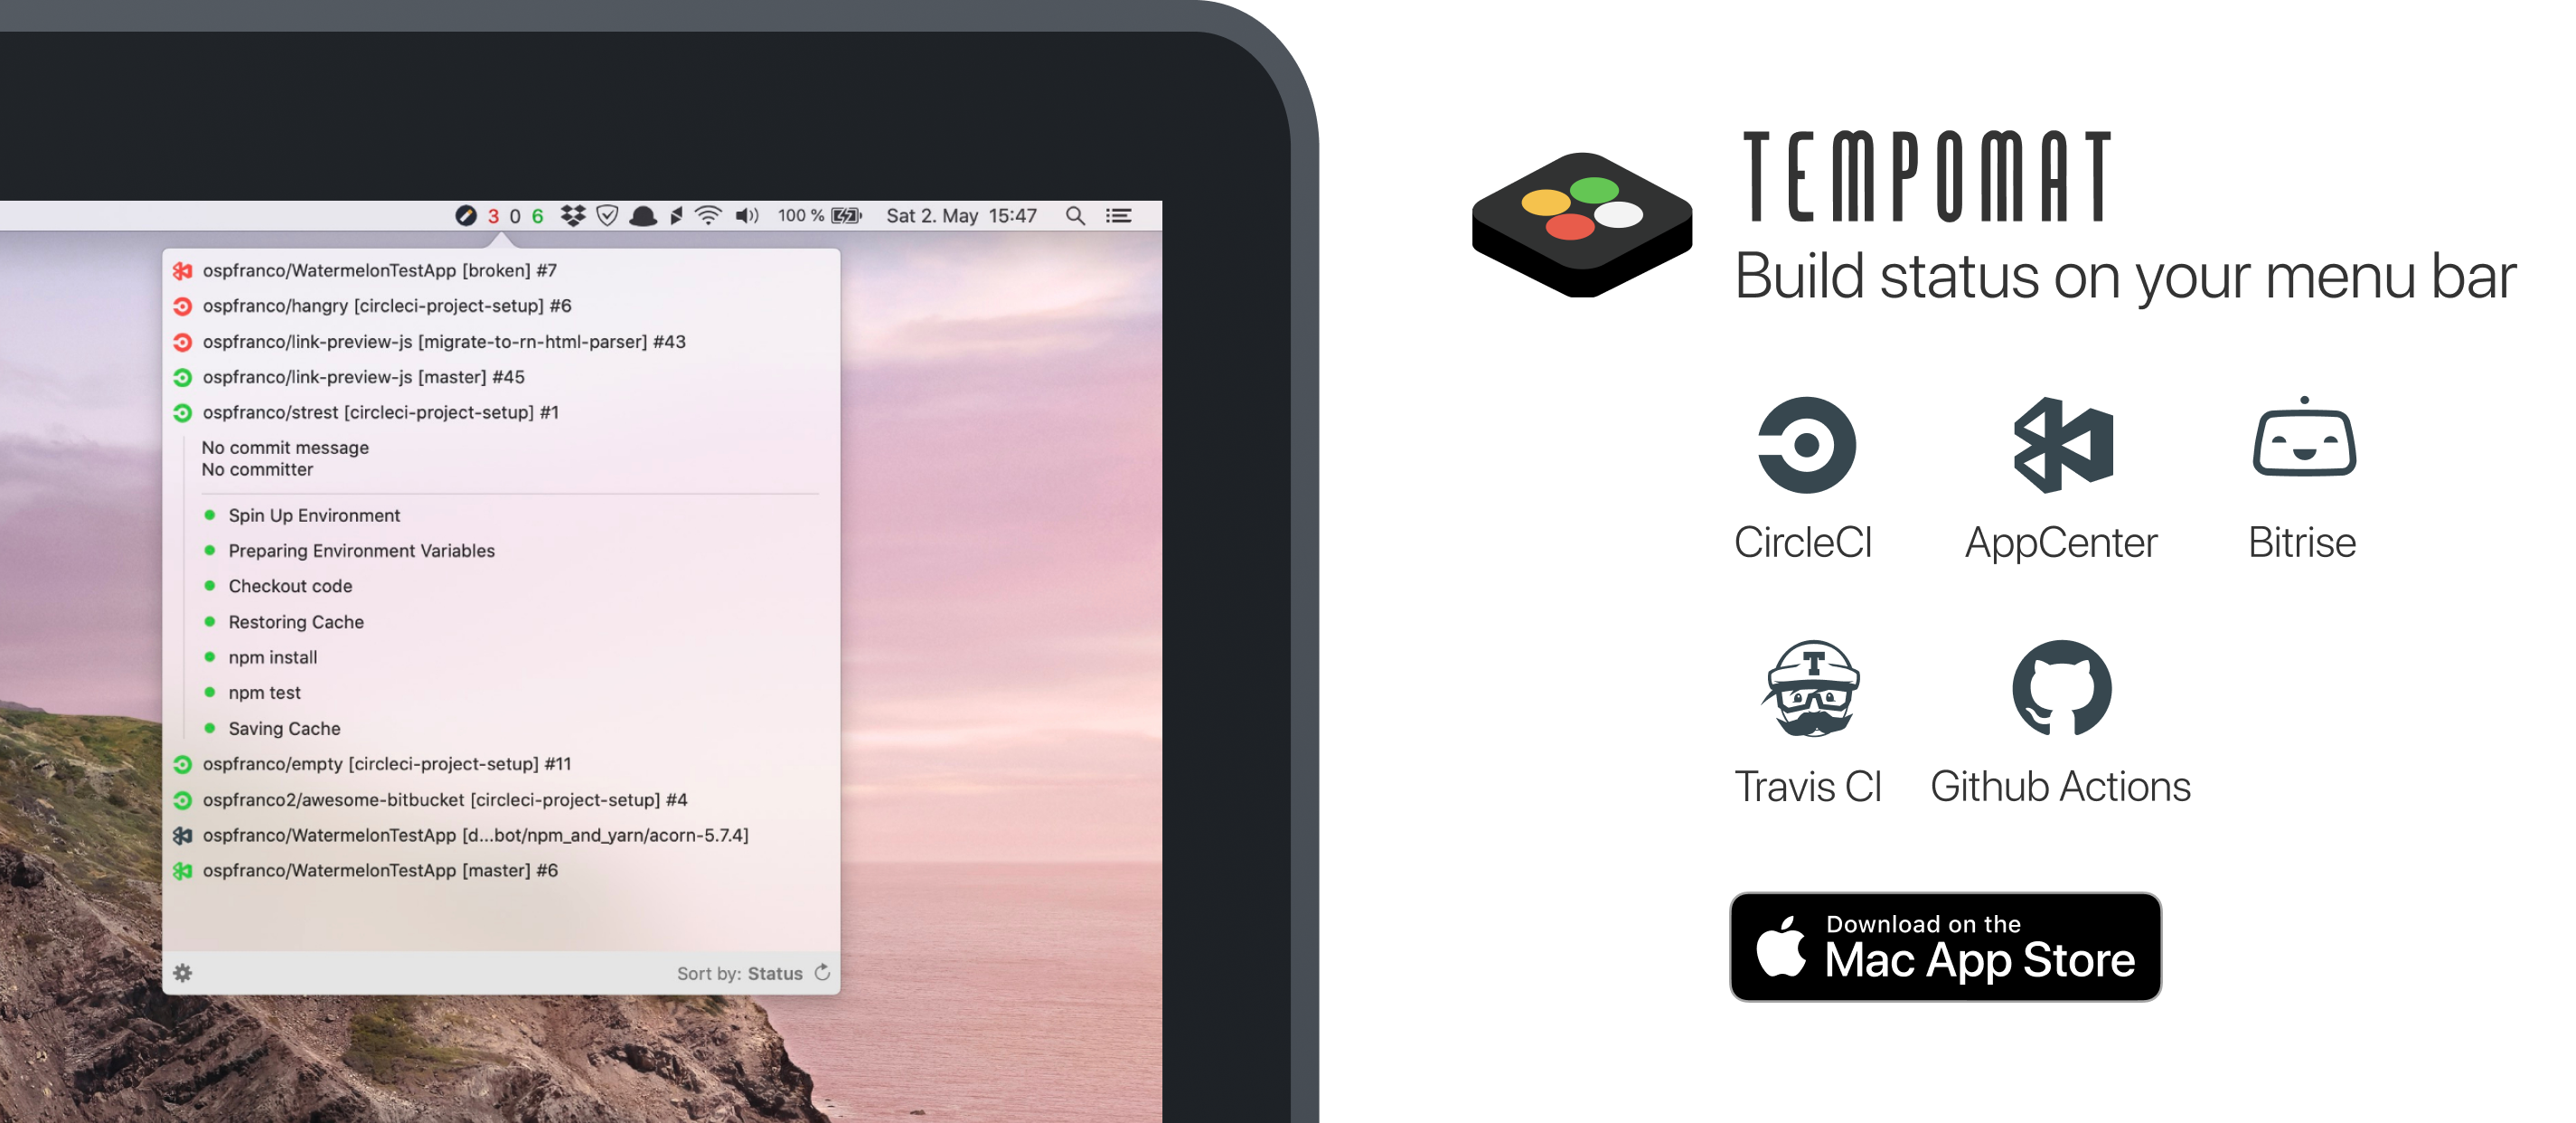 3 0 6 100 % Sat 2. May 15:47
ospfranco/WatermelonTestApp [broken] #7
ospfranco/hangry [circleci-project-setup] #6
ospfranco/link-preview-js [migrate-to-rn-html-parser] #43
ospfranco/link-preview-js [master] #45
ospfranco/strest [circleci-project-setup] #1
No commit message
No committer
Spin Up Environment
Preparing Environment Variables
Checkout code
Restoring Cache
npm install
npm test
Saving Cache
ospfranco/empty [circleci-project-setup] #11
ospfranco2/awesome-bitbucket [circleci-project-setup] #4
ospfranco/WatermelonTestApp [d...bot/npm_and_yarn/acorn-5.7.4]
ospfranco/WatermelonTestApp [master] #6
Sort by: Status
TEMPOMAT
Build status on your menu bar
CircleCI
AppCenter
Bitrise
T
Travis CI
Github Actions
Download on the
Mac App Store